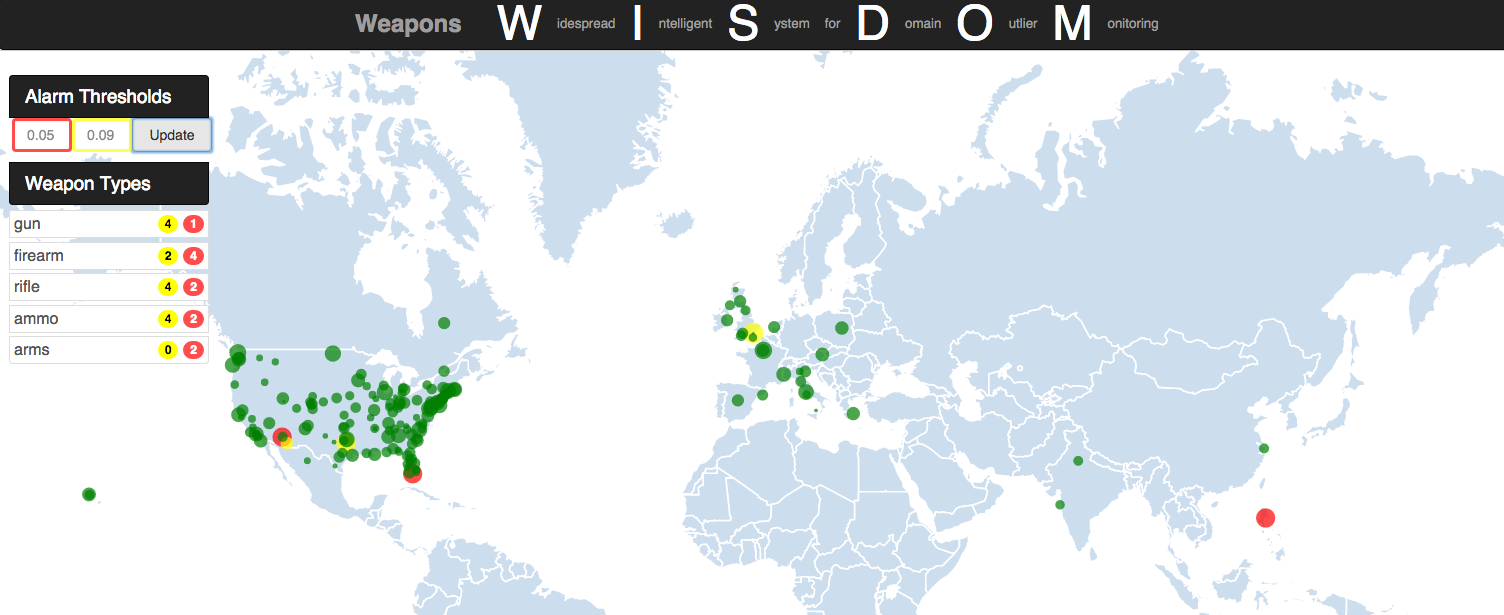 Weapons W idespread I ntelligent S ystem for D omain O utlier M onitoring
Alarm Thresholds
0.05 0.09 Update
Weapon Types
gun 4 1
firearm 2 4
rifle 4 2
ammo 4 2
arms 0 2